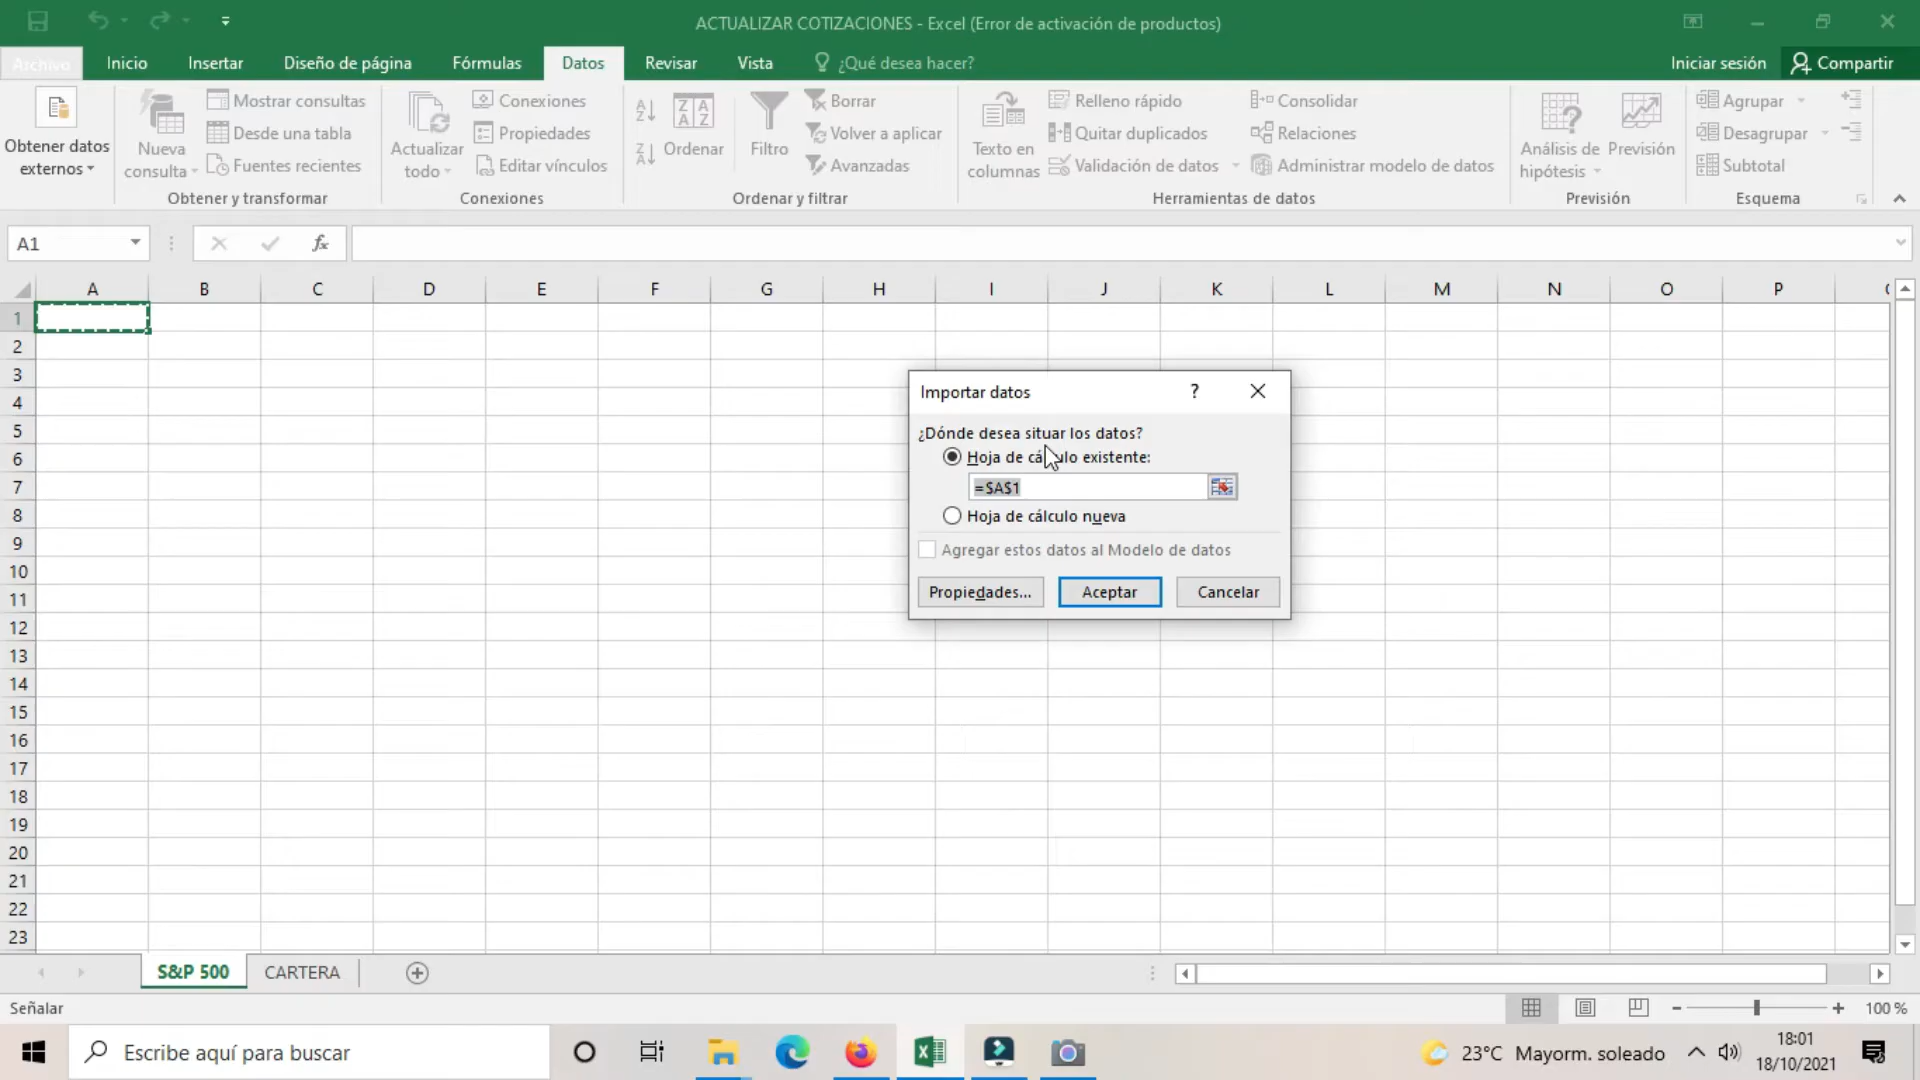 ACTUALIZAR COTIZACIONES - Excel (Error de activación de productos)
Archivo Inicio Insertar Diseño de página Fórmulas Datos Revisar Vista ¿Qué desea hacer? Iniciar sesión Compartir
Obtener datos externos
Nueva consulta
Mostrar consultas
Desde una tabla
Fuentes recientes
Obtener y transformar
Actualizar todo
Conexiones
Propiedades
Editar vínculos
Conexiones
Ordenar
Filtro
Borrar
Volver a aplicar
Avanzadas
Ordenar y filtrar
Texto en columnas
Relleno rápido
Quitar duplicados
Validación de datos
Consolidar
Relaciones
Administrar modelo de datos
Herramientas de datos
Análisis de hipótesis
Previsión
Previsión
Agrupar
Desagrupar
Subtotal
Esquema
A1 fx
A B C D E F G H I J K L M N O P
1
2
3
4
5
6
7
8
9
10
11
12
13
14
15
16
17
18
19
20
21
22
23
Importar datos ?
¿Dónde desea situar los datos?
Hoja de cálculo existente:
=$A$1
Hoja de cálculo nueva
Agregar estos datos al Modelo de datos
Propiedades... Aceptar Cancelar
S&P 500 CARTERA
Señalar 100 %
Escribe aquí para buscar
23°C Mayorm. soleado
18:01
18/10/2021